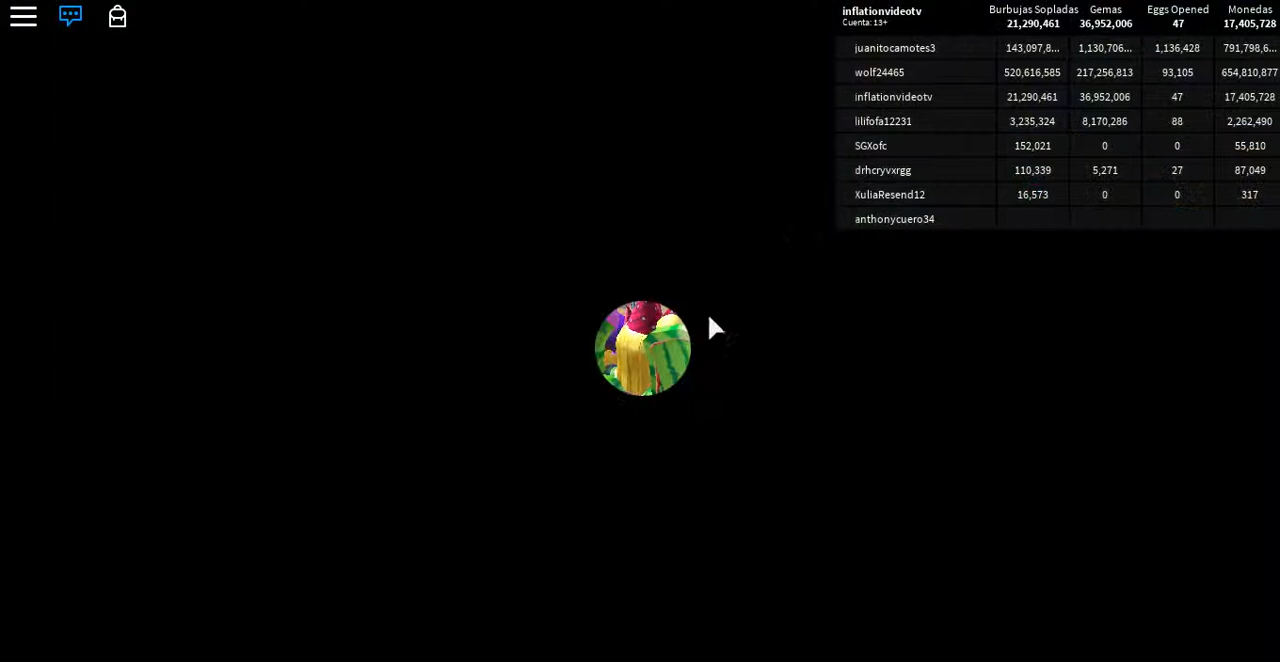 inflationvideotv Burbujas Sopladas Gemas Eggs Opened Monedas
Cuenta: 13+ 21,290,461 36,952,006 47 17,405,728
juanitocamotes3 143,097,8... 1,130,706... 1,136,428 791,798,6...
wolf24465 520,616,585 217,256,813 93,105 654,810,877
inflationvideotv 21,290,461 36,952,006 47 17,405,728
lilifofa12231 3,235,324 8,170,286 88 2,262,490
SGXofc 152,021 0 0 55,810
drhcryvxrgg 110,339 5,271 27 87,049
XuliaResend12 16,573 0 0 317
anthonycuero34